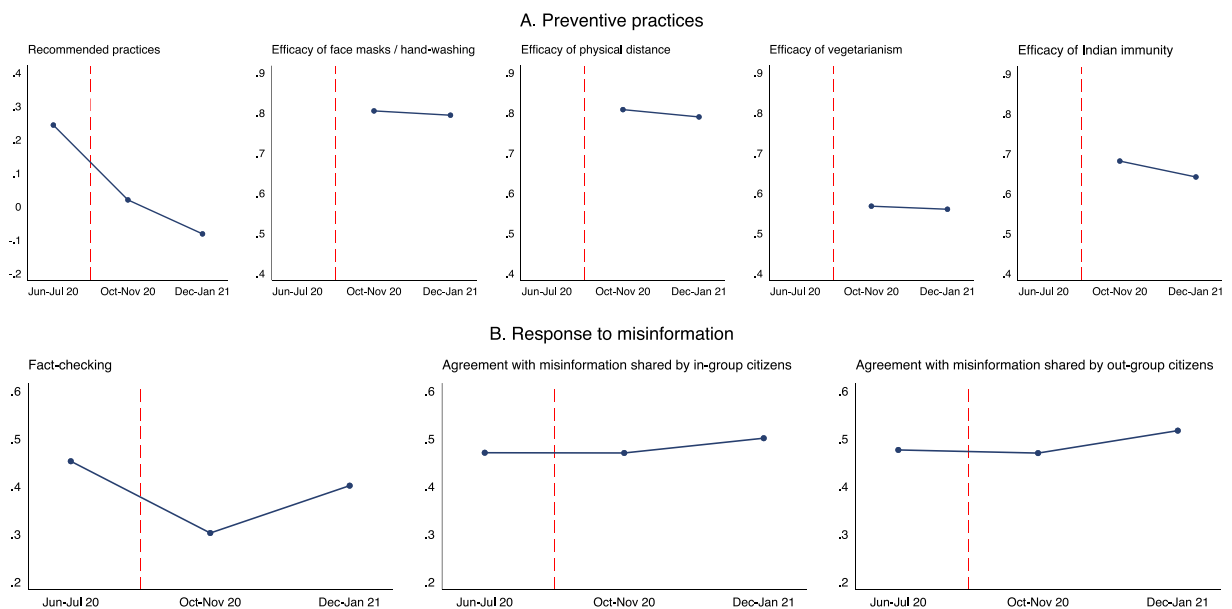 A. Preventive practices
Recommended practices
.4
.3
.2
.1
0
-.1
-.2
Jun-Jul 20 Oct-Nov 20 Dec-Jan 21
Efficacy of face masks / hand-washing
.9
.8
.7
.6
.5
.4
Jun-Jul 20 Oct-Nov 20 Dec-Jan 21
Efficacy of physical distance
.9
.8
.7
.6
.5
.4
Jun-Jul 20 Oct-Nov 20 Dec-Jan 21
Efficacy of vegetarianism
.9
.8
.7
.6
.5
.4
Jun-Jul 20 Oct-Nov 20 Dec-Jan 21
Efficacy of Indian immunity
.9
.8
.7
.6
.5
.4
Jun-Jul 20 Oct-Nov 20 Dec-Jan 21
B. Response to misinformation
Fact-checking
.6
.5
.4
.3
.2
Jun-Jul 20 Oct-Nov 20 Dec-Jan 21
Agreement with misinformation shared by in-group citizens
.6
.5
.4
.3
.2
Jun-Jul 20 Oct-Nov 20 Dec-Jan 21
Agreement with misinformation shared by out-group citizens
.6
.5
.4
.3
.2
Jun-Jul 20 Oct-Nov 20 Dec-Jan 21